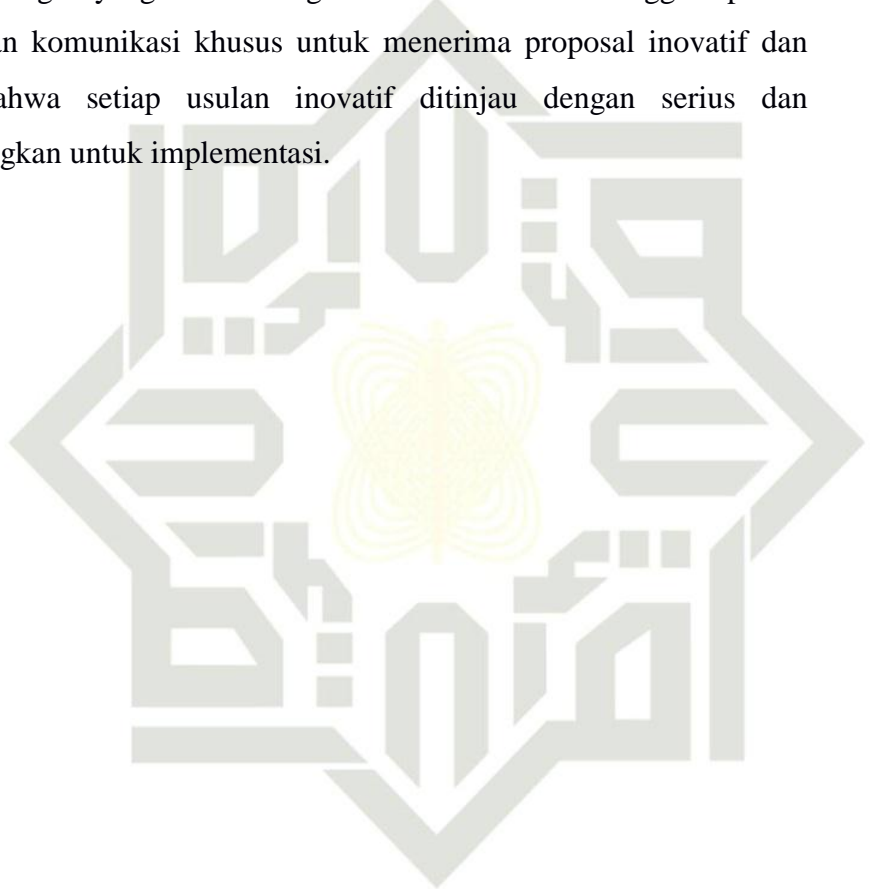 yang
an komunikasi khusus untuk menerima proposal inovatif dan
ahwa setiap usulan inovatif ditinjau dengan serius dan
gkan untuk implementasi.